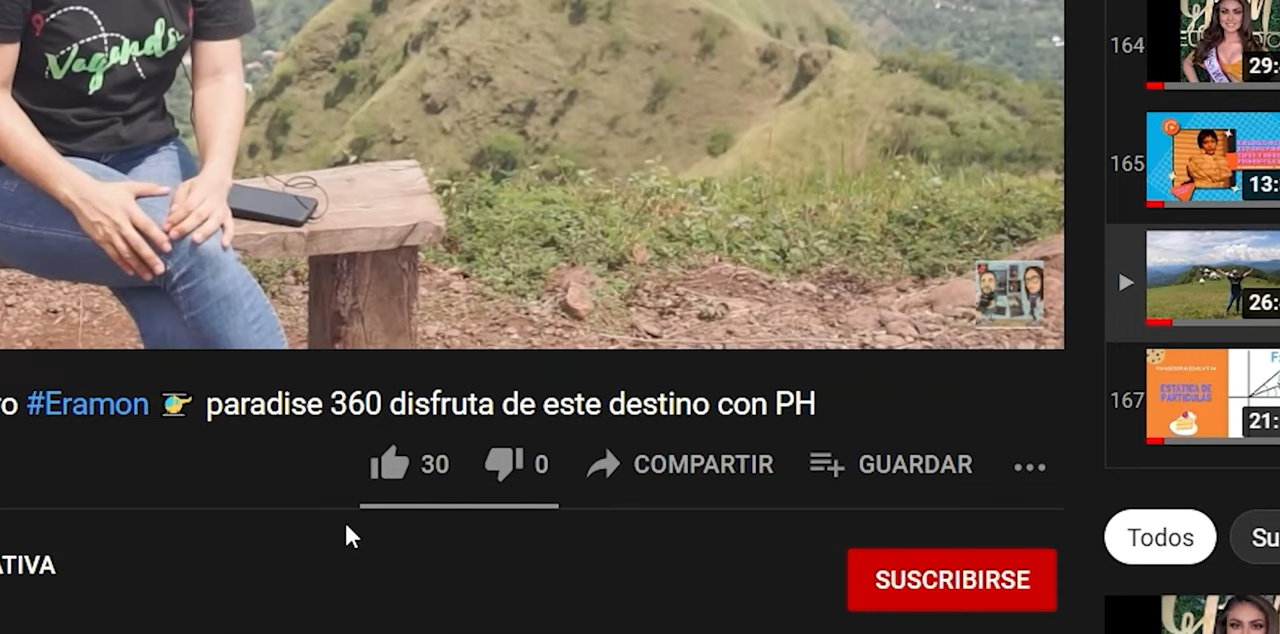 Vagando
164
29:
165
13:
26:
ro #Eramon paradise 360 disfruta de este destino con PH
ESTATICA DE
PARTICULAS
167
21:
30
0
COMPARTIR
GUARDAR
ATIVA
SUSCRIBIRSE
Todos
Su